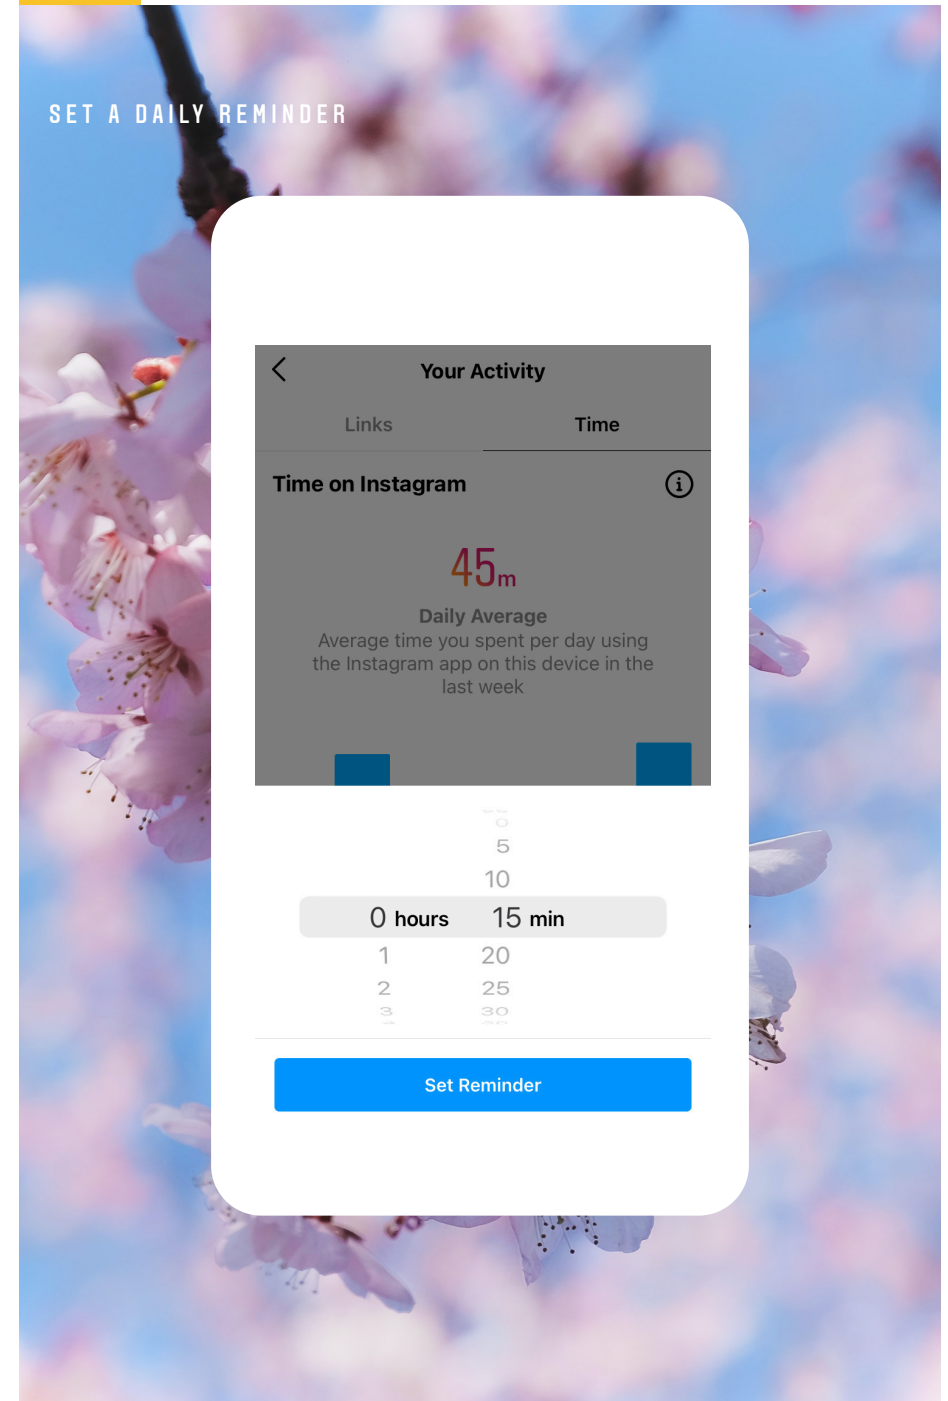 SET A DAILY REMINDER
Your Activity
Links Time
Time on Instagram
45m
Daily Average
Average time you spent per day using
the Instagram app on this device in the
last week
0
5
10
0 hours 15 min
1 20
2 25
3 30
Set Reminder